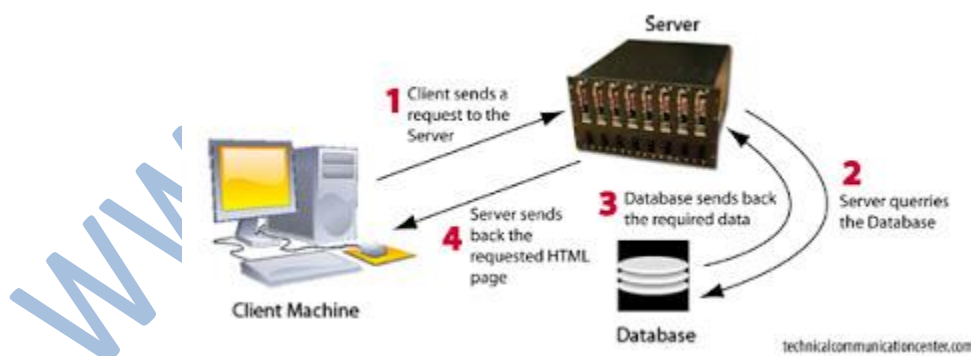 Server
1 Client sends a
request to the
Server
2
Server querries
the Database
3 Database sends back
the required data
4 Server sends
back the
requested HTML
page
Client Machine
Database
technicalcommunicationcenter.com
WW